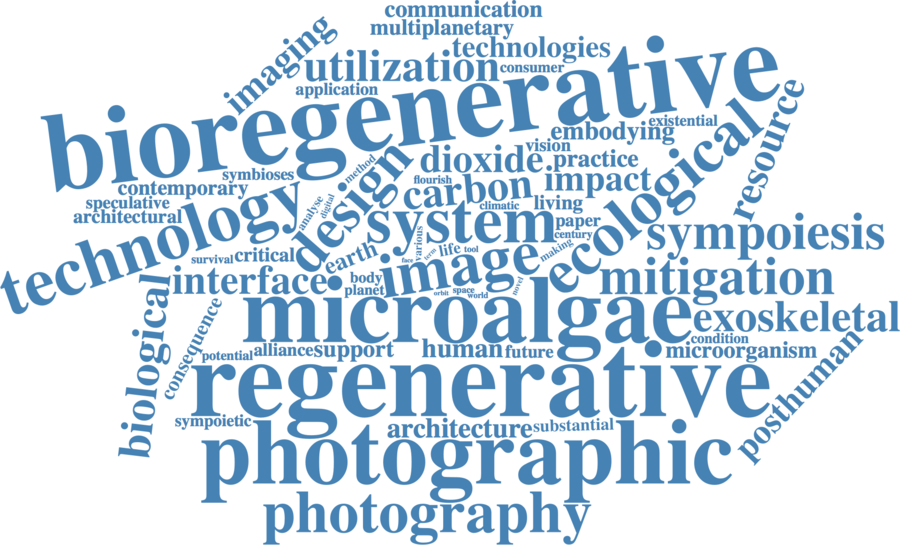 communication
multiplanetary
imaging
technologies
utilization
consumer
application
bioregenerative
existential
embodying
resource
vision
dioxide
practice
method
symbioses
flourish
contemporary
carbon
impact
speculative
digital
design
climatic
living
architectural
analyse
system
paper
ecological
technology
century
sympoiesis
various
critical
survival
earth
face
term
life
tool
making
image
interface
body
planet
orbit
space
world
novel
mitigation
biological
consequence
microalgae
exoskeletal
condition
potential
alliance
support
human
future
microorganism
regenerative
posthuman
sympoietic
architecture
substantial
photographic
photography